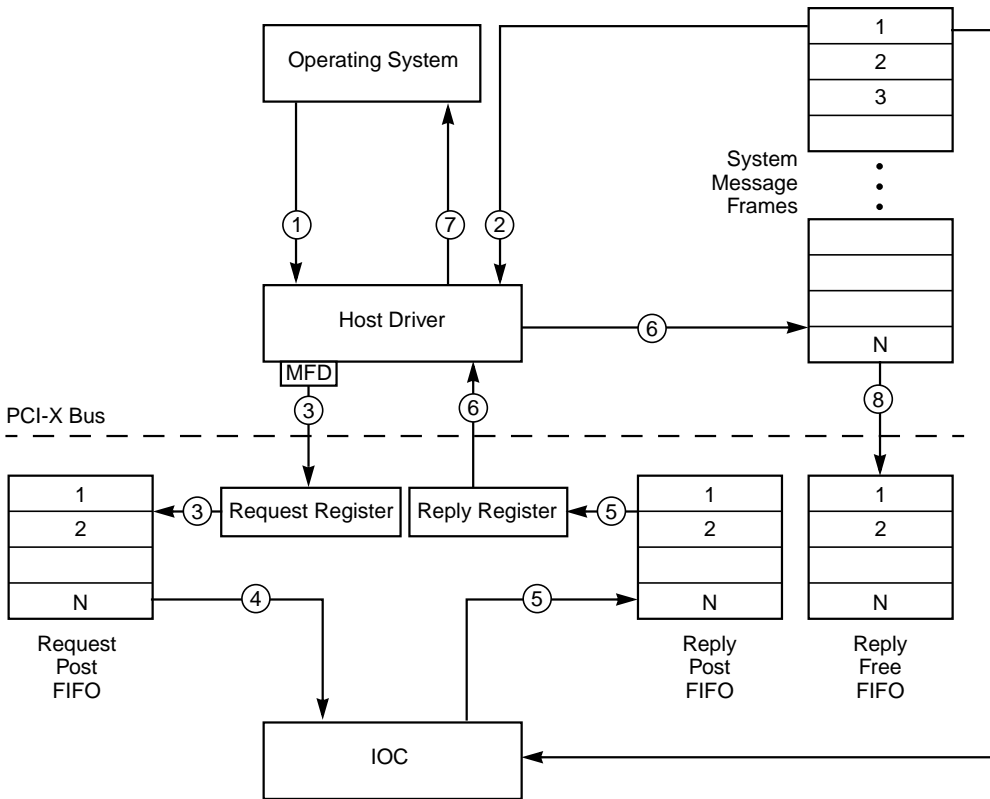 1
Operating System
2
3
System
Message
Frames
1
7
2
Host Driver
6
N
MFD
3
6
8
PCI-X Bus
1
Request Register
Reply Register
1
1
3
5
2
2
2
N
4
5
N
N
Request
Post
FIFO
Reply
Post
FIFO
Reply
Free
FIFO
IOC